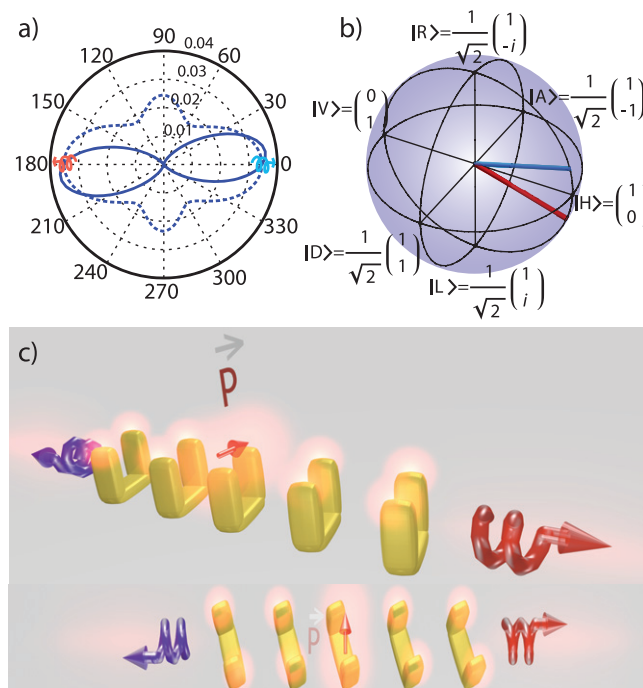 a)
90
120
60
0.04
0.03
150
30
0.02
0.01
180
0
210
330
240
300
270
b)
|R>=1/√2(1 -i)
|V>=(0 1)
|A>=1/√2(1 -1)
|H>=(1 0)
|D>=1/√2(1 1)
|L>=1/√2(1 i)
c)
P
P